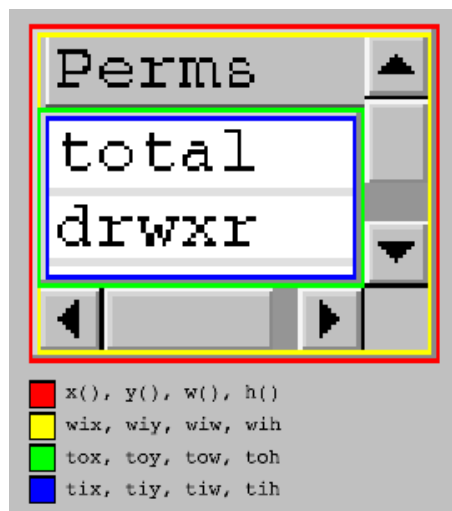 Perms
total
drwxr
x(), y(), w(), h()
wix, wiy, wiw, wih
tox, toy, tow, toh
tix, tiy, tiw, tih